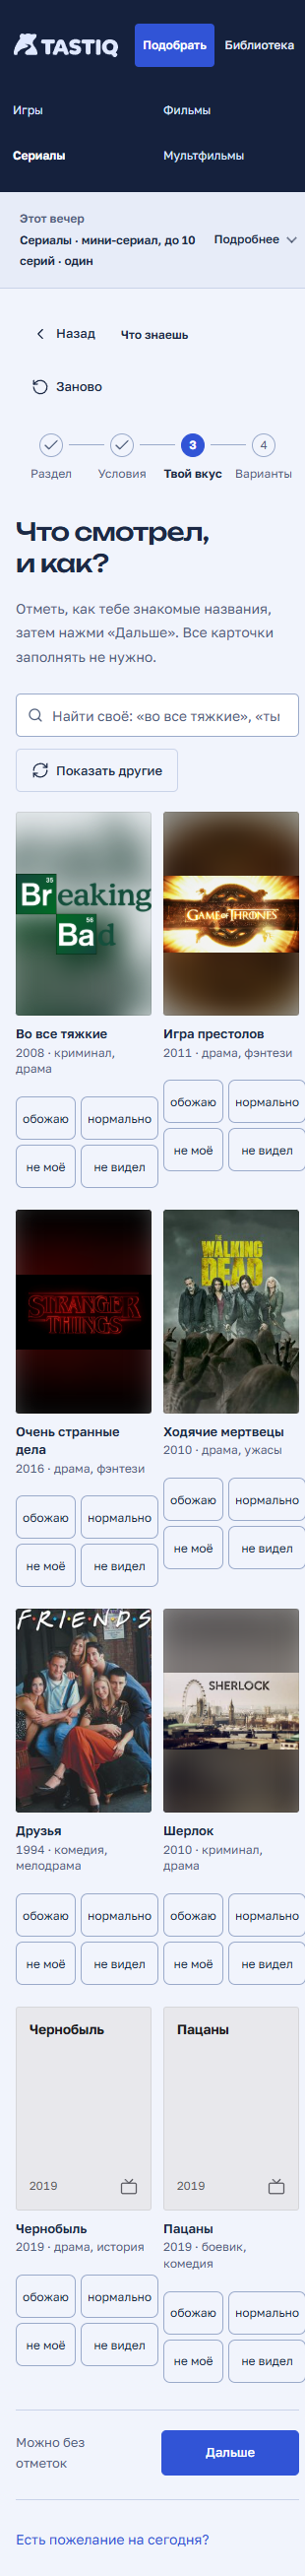 TASTIQ
Подобрать
Библиотека
Игры
Фильмы
Сериалы
Мультфильмы
Этот вечер
Сериалы · мини-сериал, до 10
серий · один
Подробнее
Назад
Что знаешь
Заново
3
4
Раздел
Условия
Твой вкус
Варианты
Что смотрел,
и как?
Отметь, как тебе знакомые названия,
затем нажми «Дальше». Все карточки
заполнять не нужно.
Найти своё: «во все тяжкие», «ты
Показать другие
35
Breaking
56
Bad
GAME OF THRONES
Во все тяжкие
2008 · криминал,
драма
обожаю
нормально
не моё
не видел
Игра престолов
2011 · драма, фэнтези
обожаю
нормально
не моё
не видел
STRANGER
THINGS
THE
WALKING
DEAD
Очень странные
дела
2016 · драма, фэнтези
обожаю
нормально
не моё
не видел
Ходячие мертвецы
2010 · драма, ужасы
обожаю
нормально
не моё
не видел
F·R·I·E·N·D·S
SHERLOCK
Друзья
1994 · комедия,
мелодрама
обожаю
нормально
не моё
не видел
Шерлок
2010 · криминал,
драма
обожаю
нормально
не моё
не видел
Чернобыль
2019
Пацаны
2019
Чернобыль
2019 · драма, история
обожаю
нормально
не моё
не видел
Пацаны
2019 · боевик,
комедия
обожаю
нормально
не моё
не видел
Можно без
отметок
Дальше
Есть пожелание на сегодня?